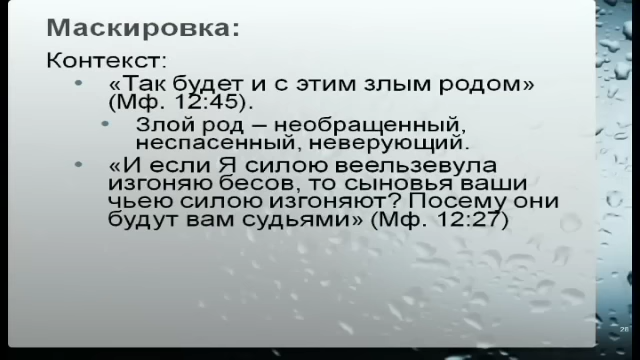 Маскировка:
Контекст:
• «Так будет и с этим злым родом»
(Мф. 12:45).
• Злой род – необращенный,
неспасенный, неверующий.
• «И если Я силою веельзевула
изгоняю бесов, то сыновья ваши
чьею силою изгоняют? Посему они
будут вам судьями» (Мф. 12:27)
26